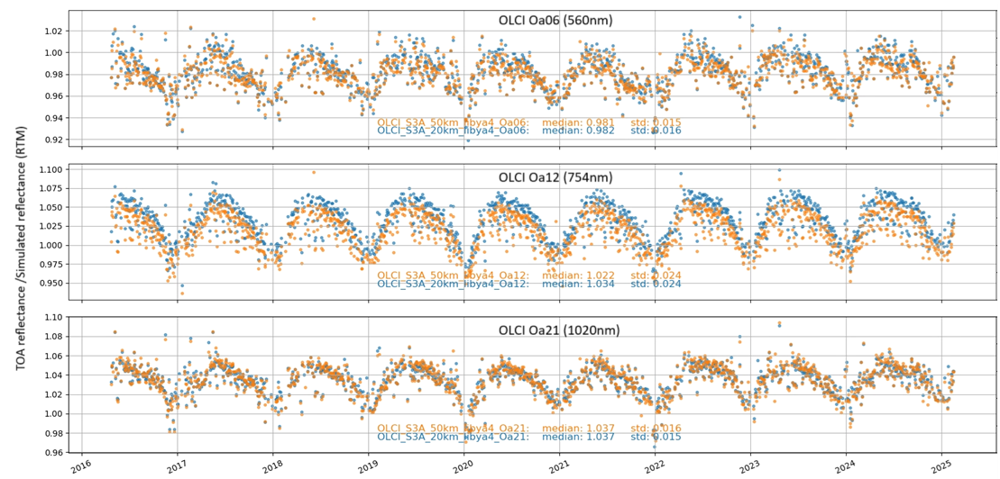 TOA reflectance /Simulated reflectance (RTM)
OLCI Oa06 (560nm)
1.02
1.00
0.98
0.96
0.94
0.92
OLCI_S3A_50km_libya4_Oa06: median: 0.981 std: 0.015
OLCI_S3A_20km_libya4_Oa06: median: 0.982 std: 0.016
OLCI Oa12 (754nm)
1.100
1.075
1.050
1.025
1.000
0.975
0.950
OLCI_S3A_50km_libya4_Oa12: median: 1.022 std: 0.024
OLCI_S3A_20km_libya4_Oa12: median: 1.034 std: 0.024
OLCI Oa21 (1020nm)
1.10
1.08
1.06
1.04
1.02
1.00
0.98
0.96
OLCI_S3A_50km_libya4_Oa21: median: 1.037 std: 0.016
OLCI_S3A_20km_libya4_Oa21: median: 1.037 std: 0.015
2016 2017 2018 2019 2020 2021 2022 2023 2024 2025